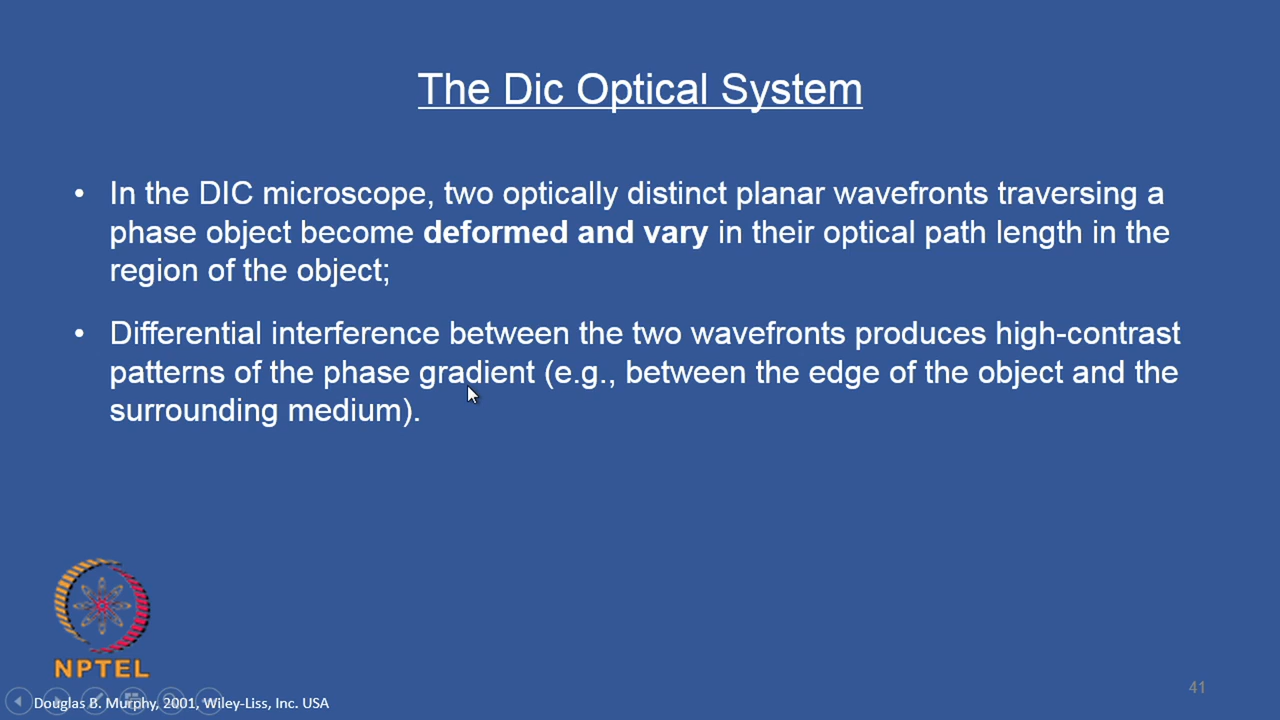 The Dic Optical System
• In the DIC microscope, two optically distinct planar wavefronts traversing a
phase object become deformed and vary in their optical path length in the
region of the object;
• Differential interference between the two wavefronts produces high-contrast
patterns of the phase gradient (e.g., between the edge of the object and the
surrounding medium).
NPTEL
Douglas B. Murphy, 2001, Wiley-Liss, Inc. USA
41